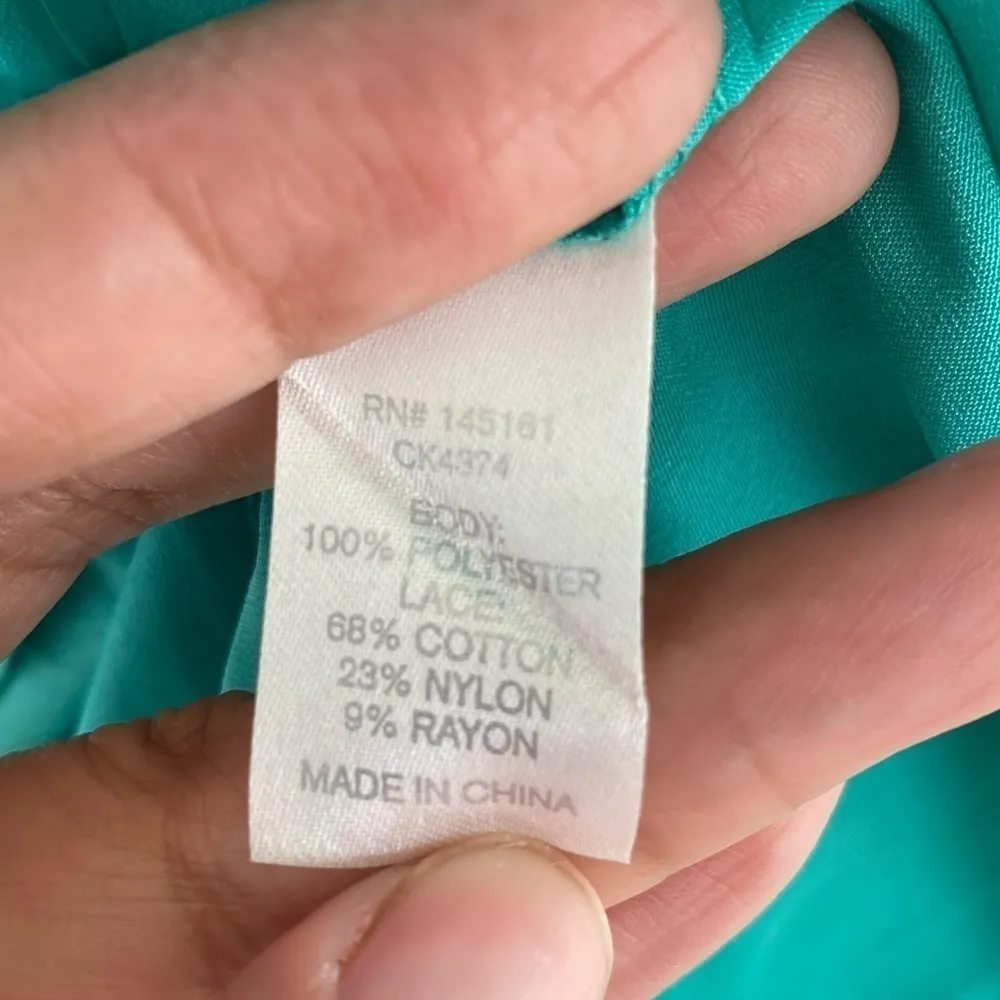 RN# 145161
CK4374
BODY:
100% POLYESTER
LACE:
68% COTTON
23% NYLON
9% RAYON
MADE IN CHINA